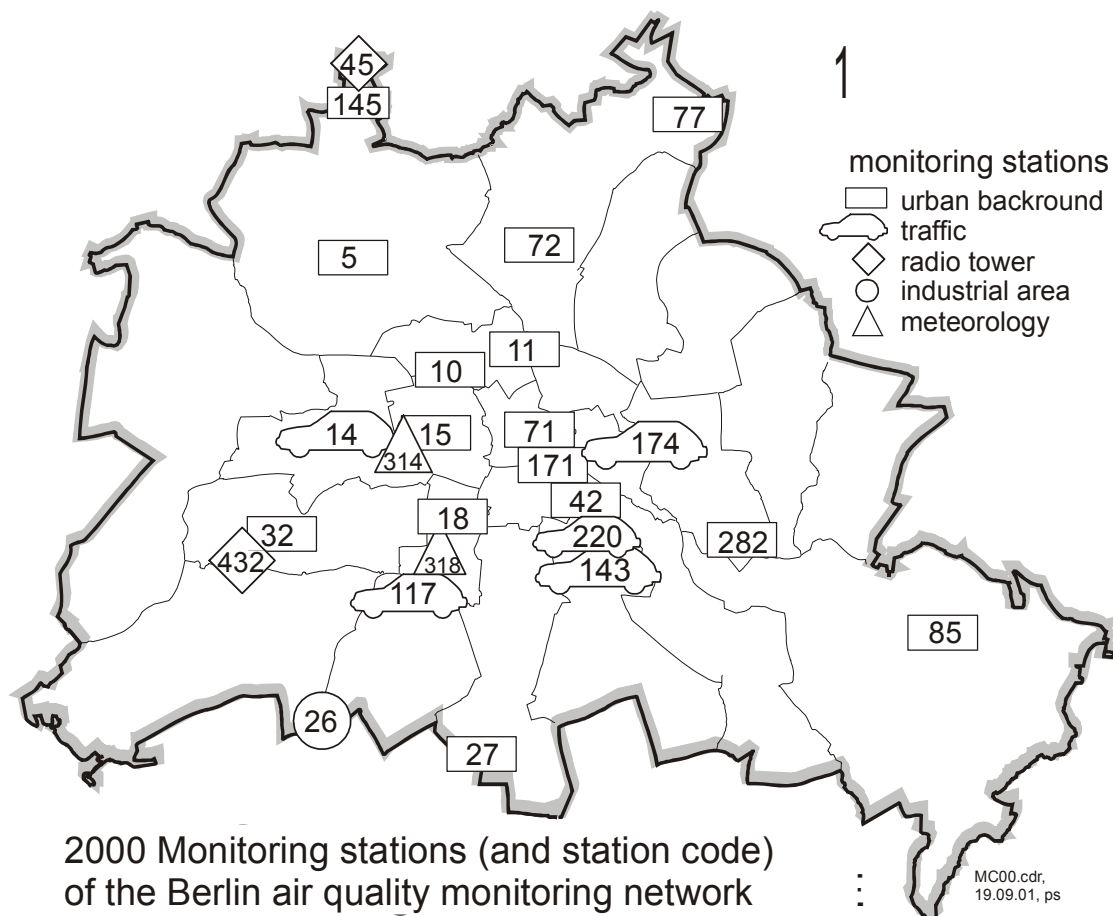 45
145
1
77
monitoring stations
urban backround
traffic
radio tower
industrial area
meteorology
5
72
11
10
14
15
314
71
174
171
42
18
220
282
32
432
318
143
117
85
26
27
2000 Monitoring stations (and station code)
of the Berlin air quality monitoring network
MC00.cdr,
19.09.01, ps